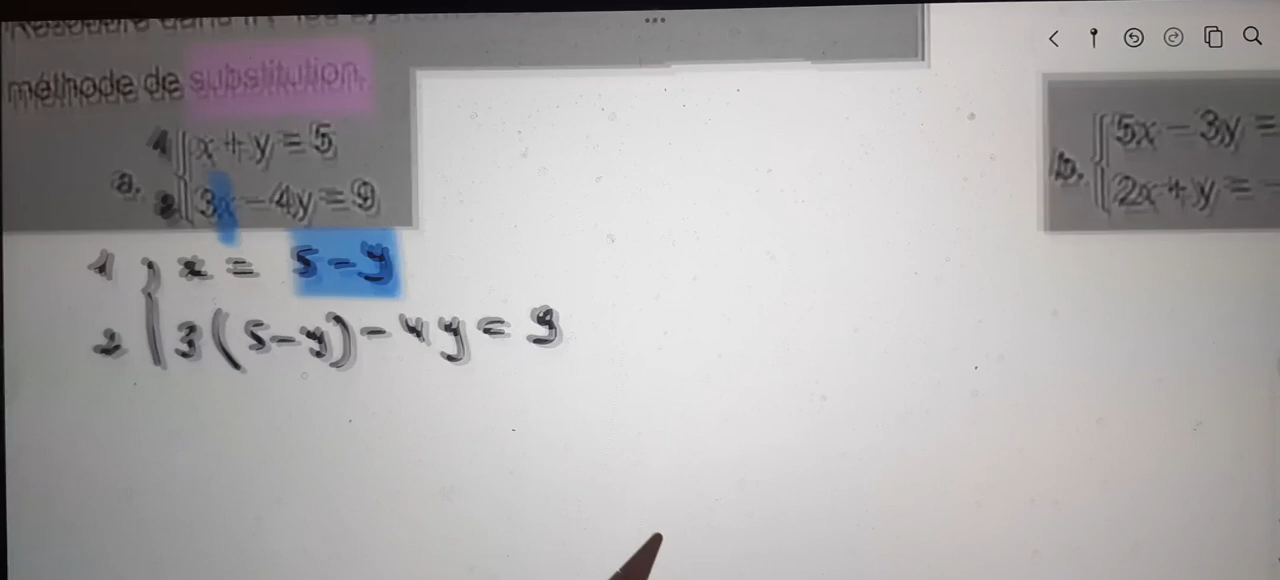 méthode de substitution.
1 x + y = 5
a.
2 3x - 4y = 9
5x - 3y =
b.
2x + y = -
1 x = 5 - y
2 3(5-y) - 4y = 9